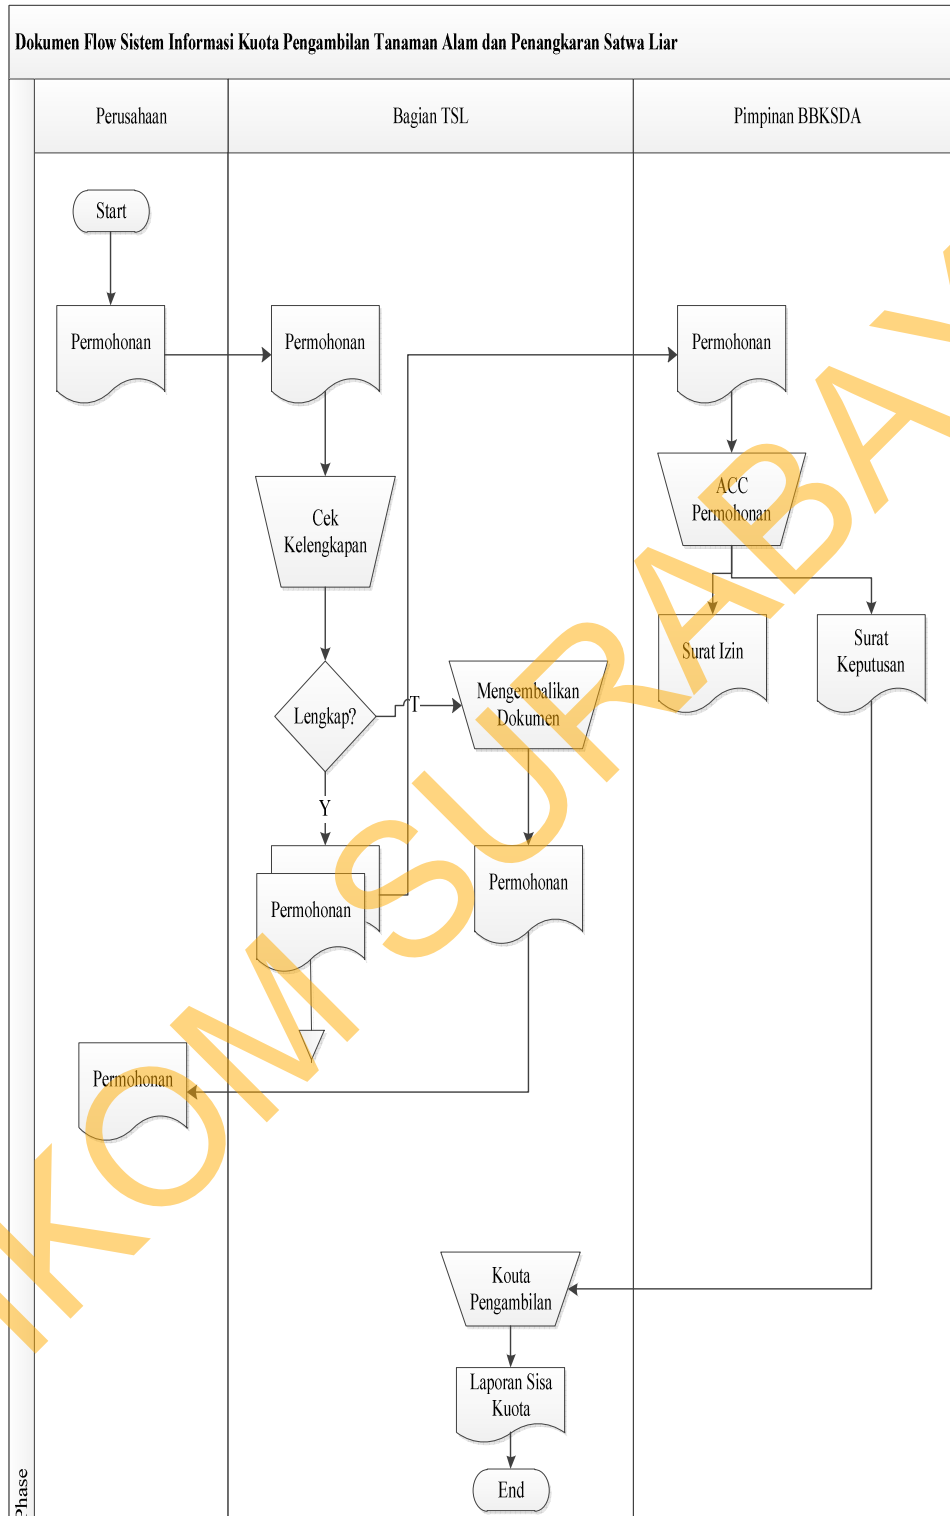 Dokumen Flow Sistem Informasi Kuota Pengambilan Tanaman Alam dan Penangkaran Satwa Liar
Perusahaan
Bagian TSL
Pimpinan BBKSDA
Start
Permohonan
Permohonan
Permohonan
Cek
Kelengkapan
ACC
Permohonan
Lengkap?
T
Mengembalikan
Dokumen
Surat Izin
Surat
Keputusan
Y
Permohonan
Permohonan
Permohonan
Kouta
Pengambilan
Laporan Sisa
Kuota
End
Phase
IKOM SURABAY